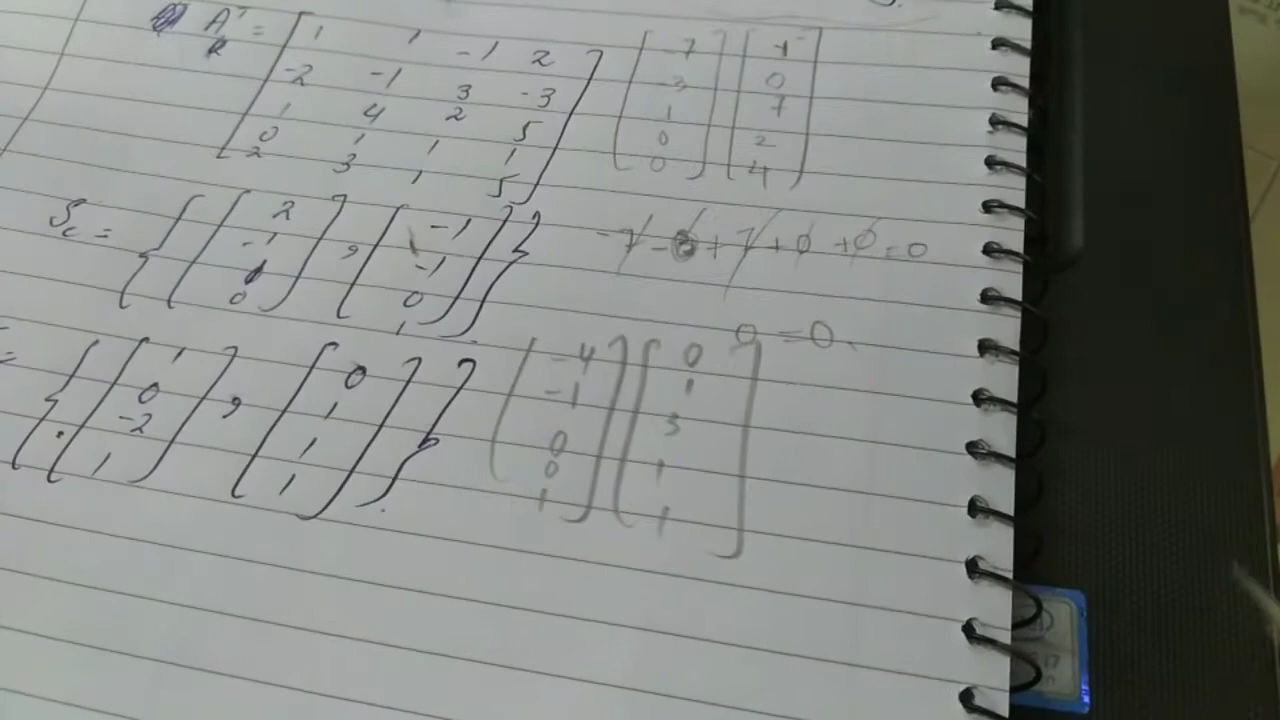 A^T = [ 1 1 -1 2 ] [ -7 ] [ -1 ]
[ -2 -1 3 -3 ] [ -3 ] [ 0 ]
[ 1 4 2 5 ] [ 1 ] [ 7 ]
[ 0 1 1 1 ] [ 0 ] [ 2 ]
[ 2 3 1 5 ] [ 0 ] [ 4 ]
S_c = { [ 2 ] , [ -1 ] }
[ -1 ] [ -1 ]
[ 0 ] [ 0 ]
[ 1 ]
-7 - 0 + 7 + 0 + 0 = 0
0 = 0
= { [ 1 ] , [ 0 ] } [ -4 ] [ 0 ]
[ 0 ] [ 1 ] [ -1 ] [ 1 ]
[ -2 ] [ 1 ] [ 0 ] [ 3 ]
[ 1 ] [ 1 ] [ 0 ] [ 1 ]
[ 1 ] [ 1 ]